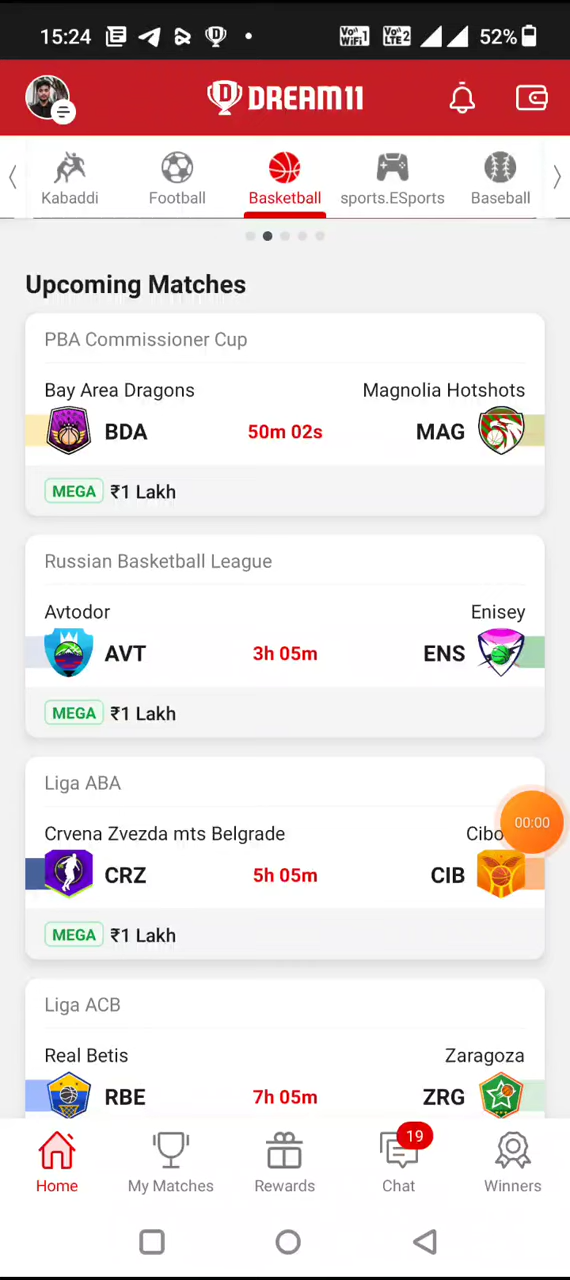 15:24 Vo WiFi 1 Vo LTE 2 52%
DREAM11
Kabaddi Football Basketball sports.ESports Baseball
Upcoming Matches
PBA Commissioner Cup
Bay Area Dragons Magnolia Hotshots
BDA 50m 02s MAG
MEGA ₹1 Lakh
Russian Basketball League
Avtodor Enisey
AVT 3h 05m ENS
MEGA ₹1 Lakh
Liga ABA
00:00
Crvena Zvezda mts Belgrade Cibo
CRZ 5h 05m CIB
MEGA ₹1 Lakh
Liga ACB
Real Betis Zaragoza
RBE 7h 05m ZRG
19
Home My Matches Rewards Chat Winners